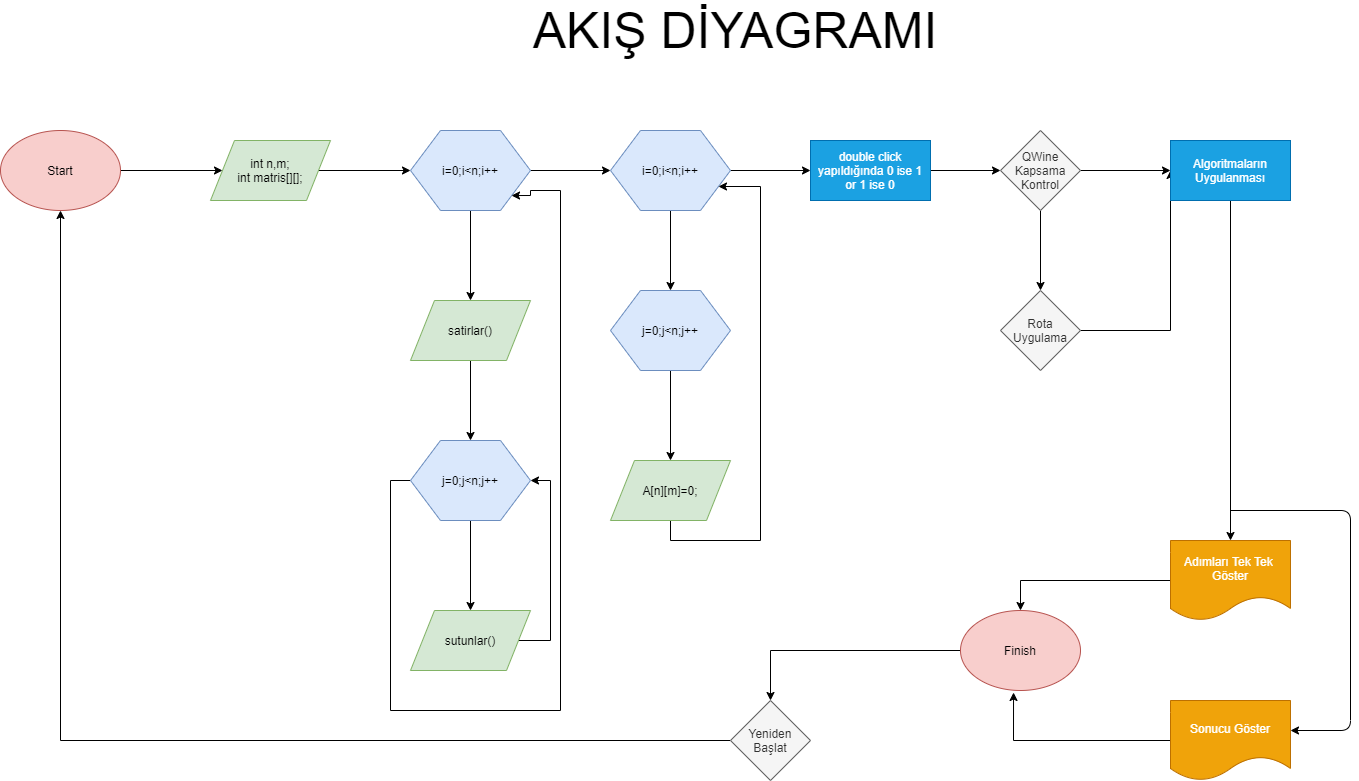 AKIŞ DİYAGRAMI
Start
int n,m;
int matris[][];
i=0;i<n;i++
i=0;i<n;i++
double click
yapıldığında 0 ise 1
or 1 ise 0
QWine
Kapsama
Kontrol
Algoritmaların
Uygulanması
satirlar()
j=0;j<n;j++
Rota
Uygulama
j=0;j<n;j++
A[n][m]=0;
Adımları Tek Tek
Göster
sutunlar()
Finish
Yeniden
Başlat
Sonucu Göster